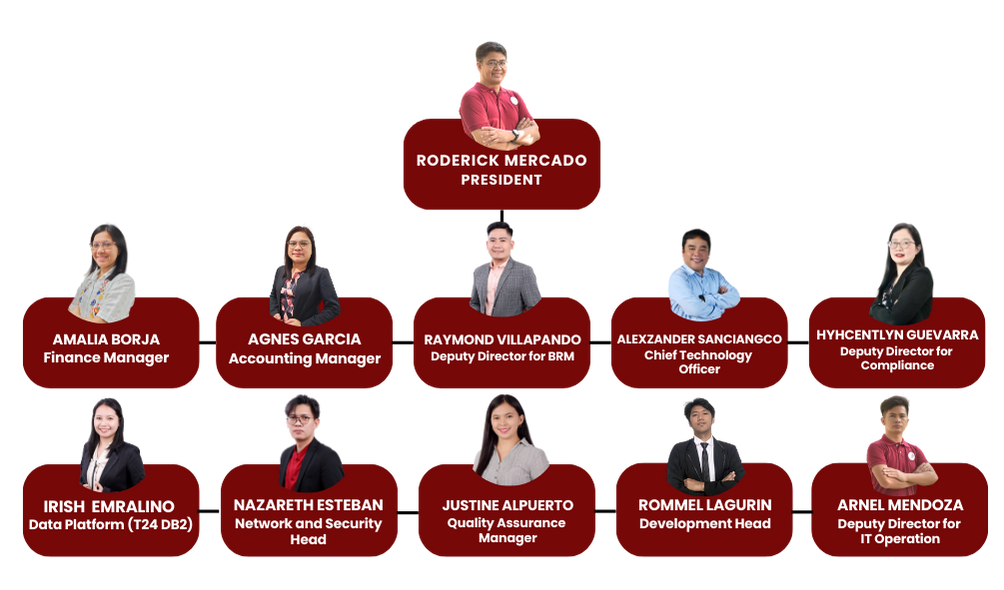 RODERICK MERCADO
PRESIDENT
AMALIA BORJA
Finance Manager
AGNES GARCIA
Accounting Manager
RAYMOND VILLAPANDO
Deputy Director for BRM
ALEXZANDER SANCIANGCO
Chief Technology
Officer
HYHCENTLYN GUEVARRA
Deputy Director for
Compliance
IRISH EMRALINO
Data Platform (T24 DB2)
NAZARETH ESTEBAN
Network and Security
Head
JUSTINE ALPUERTO
Quality Assurance
Manager
ROMMEL LAGURIN
Development Head
ARNEL MENDOZA
Deputy Director for
IT Operation